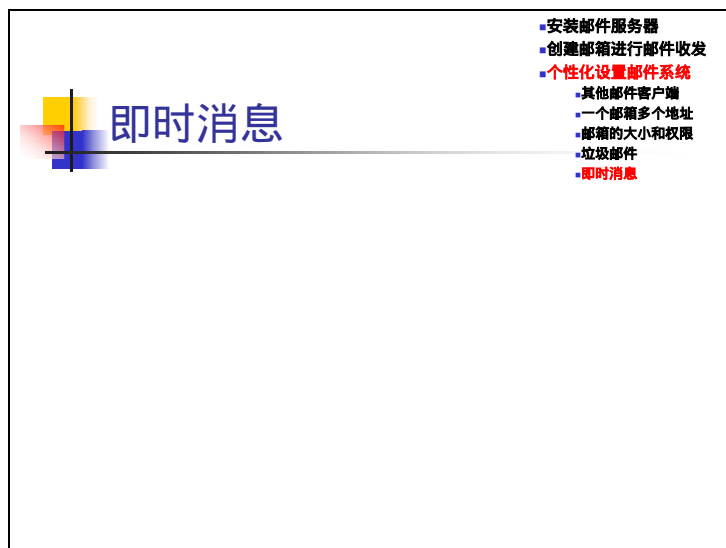 安装邮件服务器
创建邮箱进行邮件收发
个性化设置邮件系统
其他邮件客户端
一个邮箱多个地址
邮箱的大小和权限
垃圾邮件
即时消息
即时消息